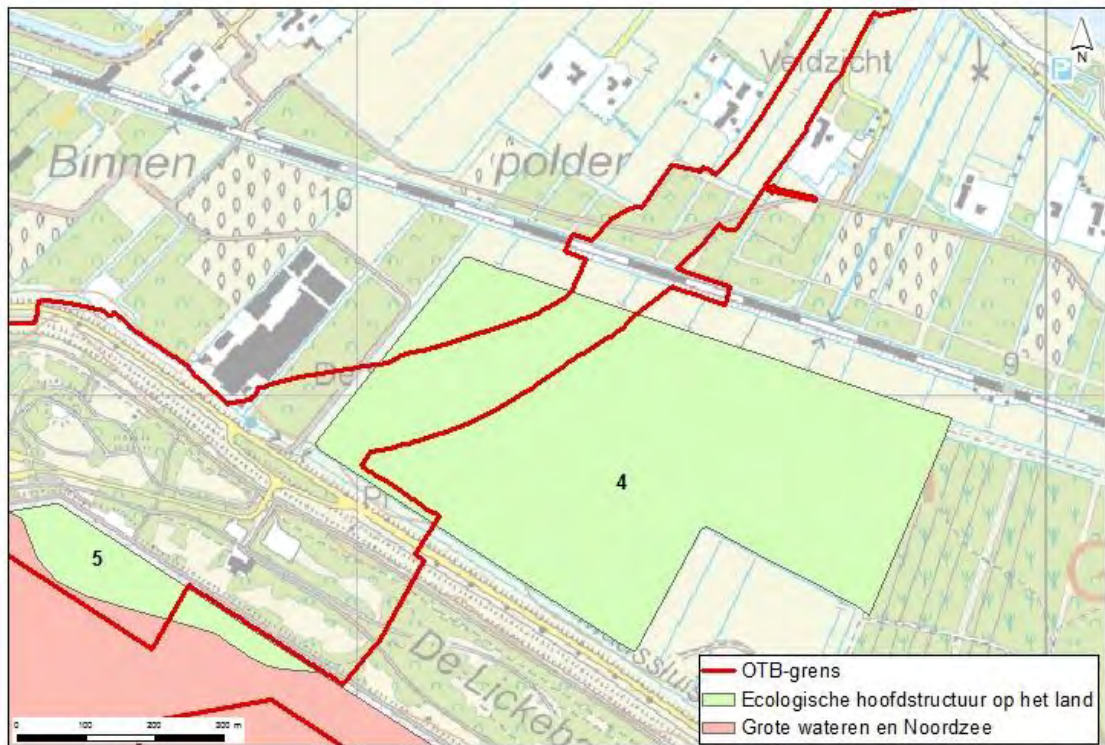 N
Veldzicht
P
Binnen
polder
10
9
De
4
5
De Lickeb
OTB-grens
Ecologische hoofdstructuur op het land
Grote wateren en Noordzee
0 100 200 300 m